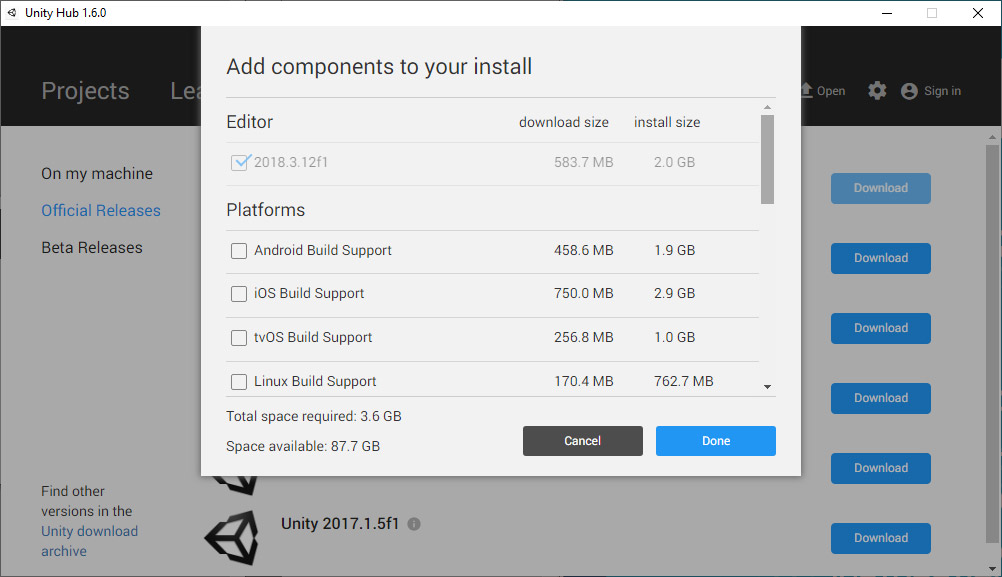 Unity Hub 1.6.0
Projects
Lea
Open
Sign in
Add components to your install
Editor download size install size
2018.3.12f1 583.7 MB 2.0 GB
Platforms
Android Build Support 458.6 MB 1.9 GB
iOS Build Support 750.0 MB 2.9 GB
tvOS Build Support 256.8 MB 1.0 GB
Linux Build Support 170.4 MB 762.7 MB
Total space required: 3.6 GB
Space available: 87.7 GB
Cancel
Done
On my machine
Official Releases
Beta Releases
Find other
versions in the
Unity download
archive
Unity 2017.1.5f1
Download
Download
Download
Download
Download
Download